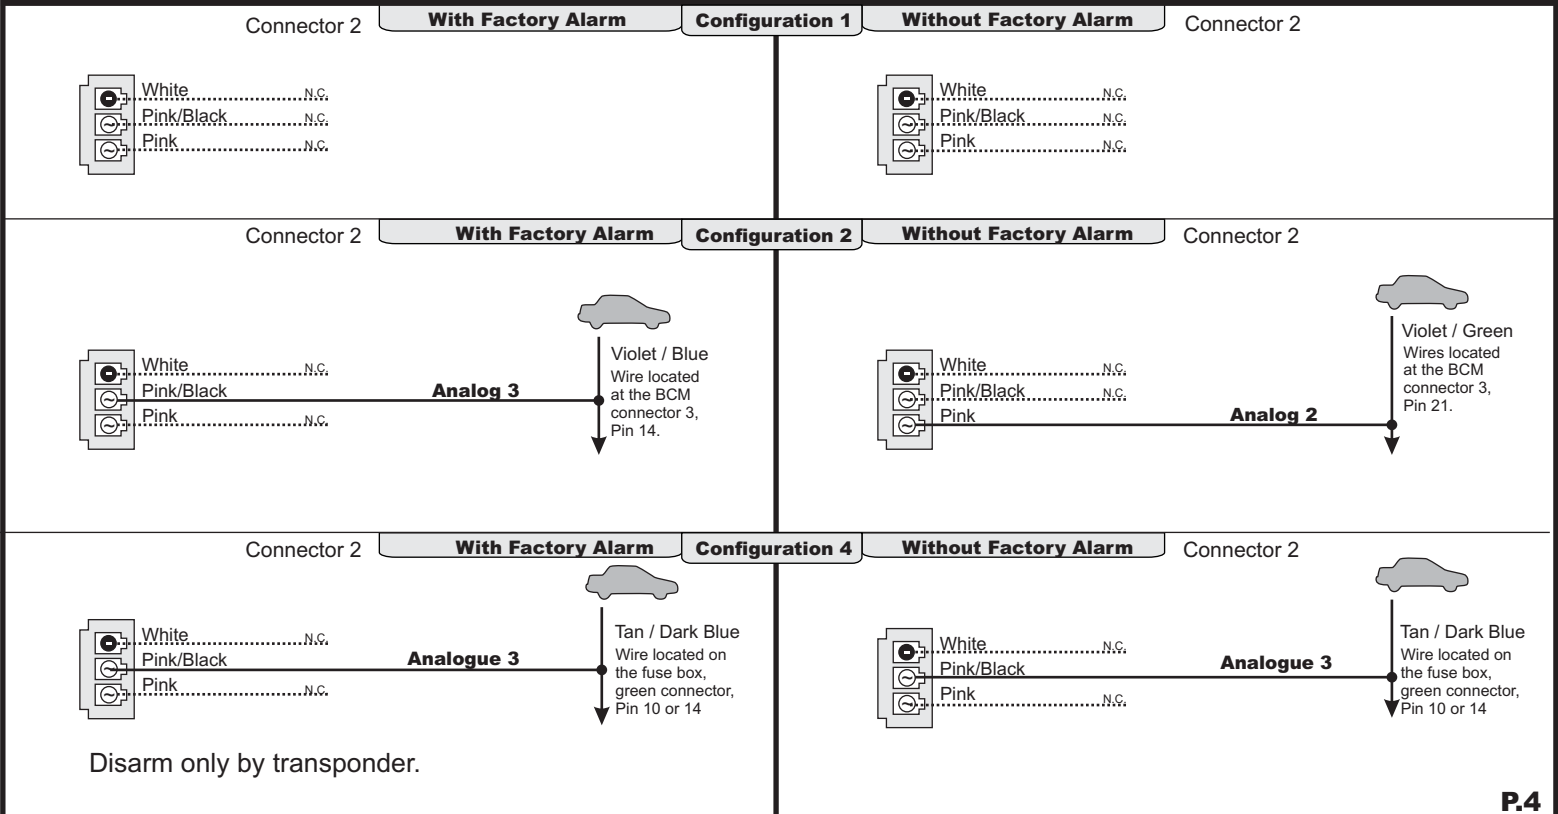 Connector 2
With Factory Alarm
Configuration 1
Without Factory Alarm
Connector 2
White N.C.
Pink/Black N.C.
Pink N.C.
White N.C.
Pink/Black N.C.
Pink N.C.
Connector 2
With Factory Alarm
Configuration 2
Without Factory Alarm
Connector 2
White N.C.
Pink/Black
Analog 3
Pink N.C.
Violet / Blue
Wire located
at the BCM
connector 3,
Pin 14.
White N.C.
Pink/Black N.C.
Pink
Analog 2
Violet / Green
Wires located
at the BCM
connector 3,
Pin 21.
Connector 2
With Factory Alarm
Configuration 4
Without Factory Alarm
Connector 2
White N.C.
Pink/Black
Analogue 3
Pink N.C.
Tan / Dark Blue
Wire located on
the fuse box,
green connector,
Pin 10 or 14
White N.C.
Pink/Black
Analogue 3
Pink N.C.
Tan / Dark Blue
Wire located on
the fuse box,
green connector,
Pin 10 or 14
Disarm only by transponder.
P.4